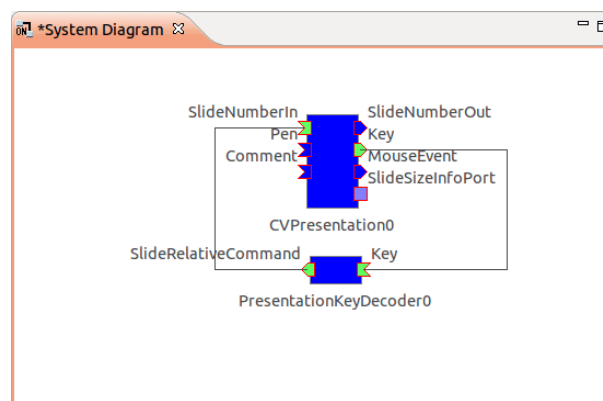 *System Diagram
SlideNumberIn
SlideNumberOut
Pen
Key
Comment
MouseEvent
SlideSizeInfoPort
CVPresentation0
SlideRelativeCommand
Key
PresentationKeyDecoder0